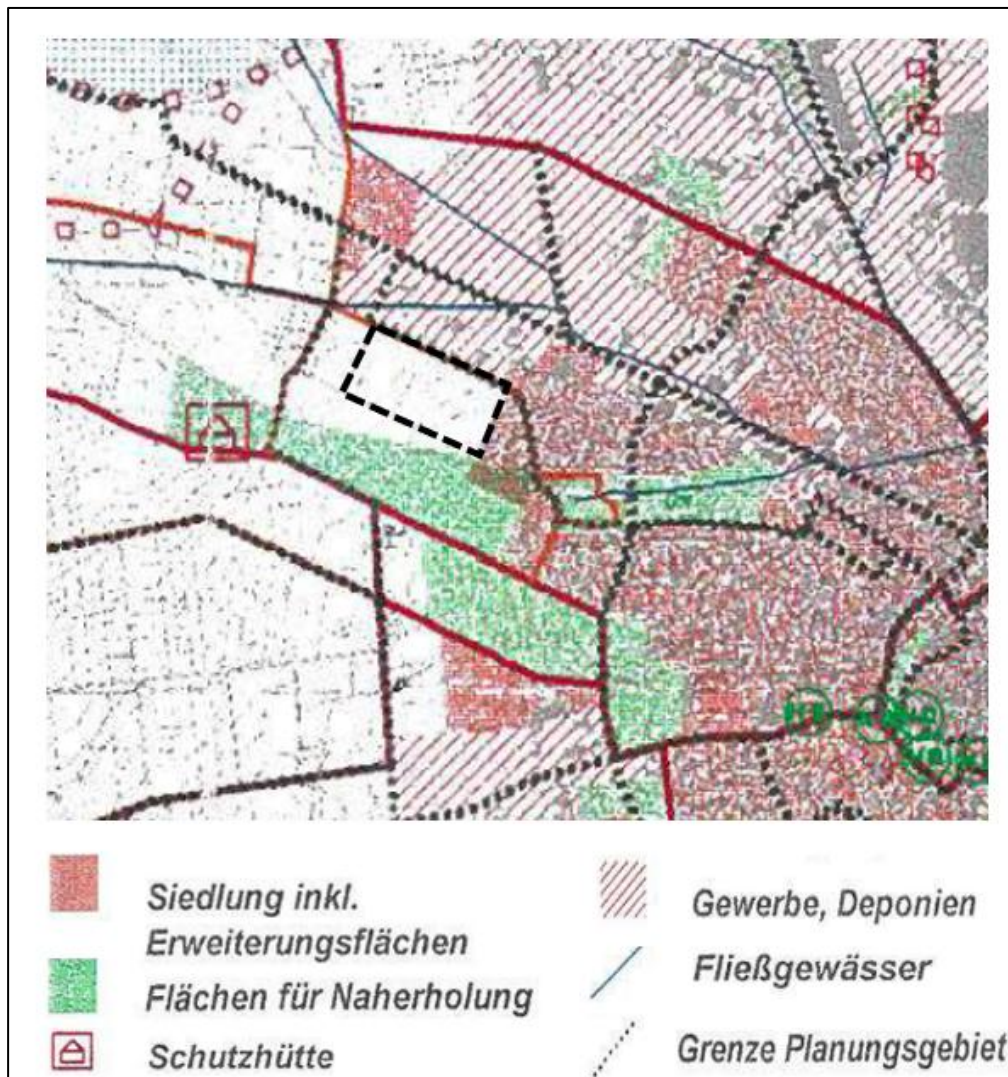 Siedlung inkl.
Erweiterungsflächen
Flächen für Naherholung
Schutzhütte
Gewerbe, Deponien
Fließgewässer
Grenze Planungsgebiet